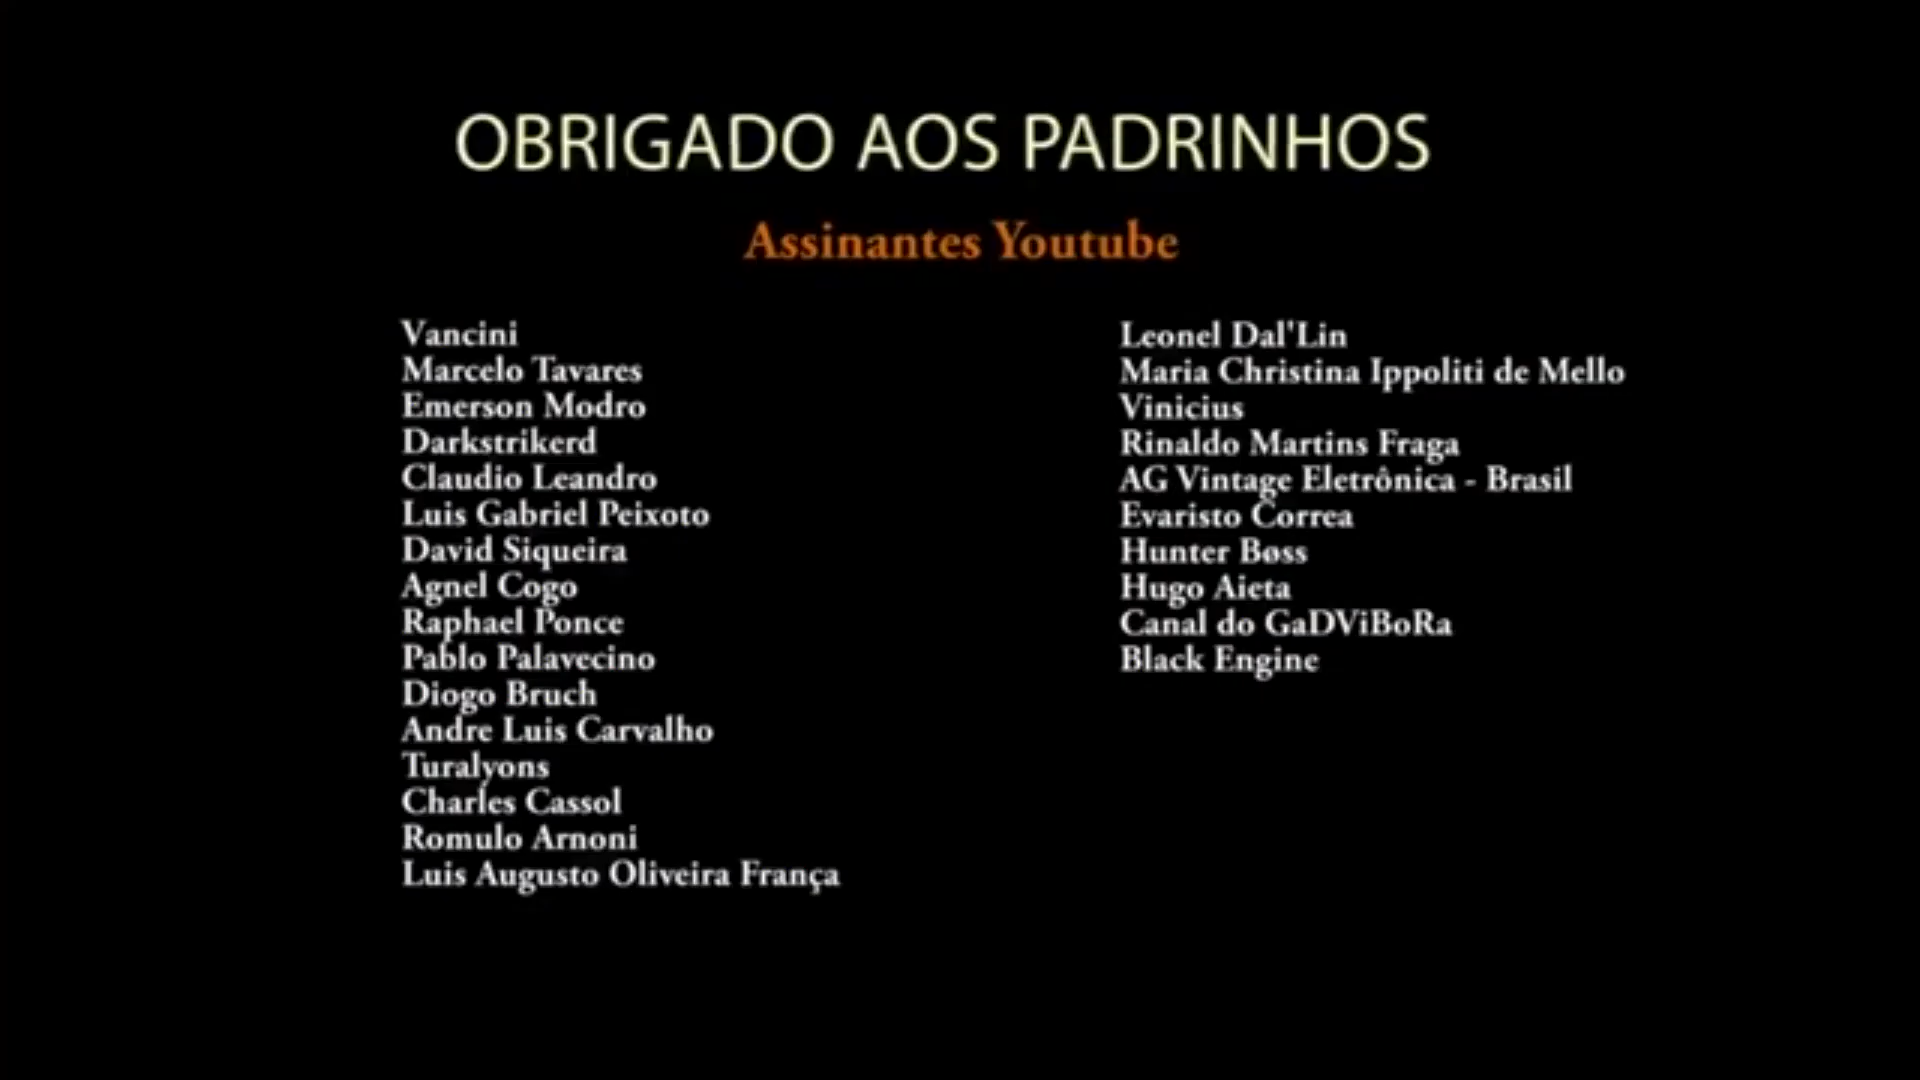 OBRIGADO AOS PADRINHOS
Assinantes Youtube
Vancini
Marcelo Tavares
Emerson Modro
Darkstrikerd
Claudio Leandro
Luis Gabriel Peixoto
David Siqueira
Agnel Cogo
Raphael Ponce
Pablo Palavecino
Diogo Bruch
Andre Luis Carvalho
Turalyons
Charles Cassol
Romulo Arnoni
Luis Augusto Oliveira França
Leonel Dal'Lin
Maria Christina Ippoliti de Mello
Vinicius
Rinaldo Martins Fraga
AG Vintage Eletrônica - Brasil
Evaristo Correa
Hunter Bøss
Hugo Aieta
Canal do GaDViBoRa
Black Engine